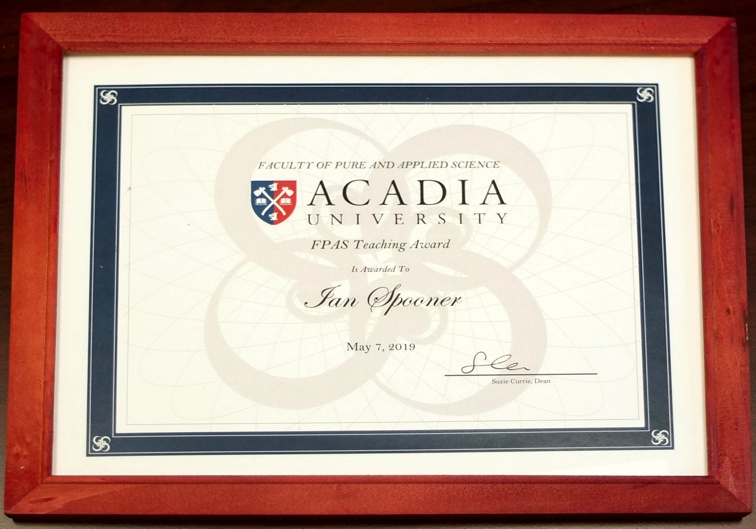 FACULTY OF PURE AND APPLIED SCIENCE
ACADIA
UNIVERSITY
FPAS Teaching Award
Is Awarded To
Ian Spooner
May 7, 2019
Suzie Currie, Dean